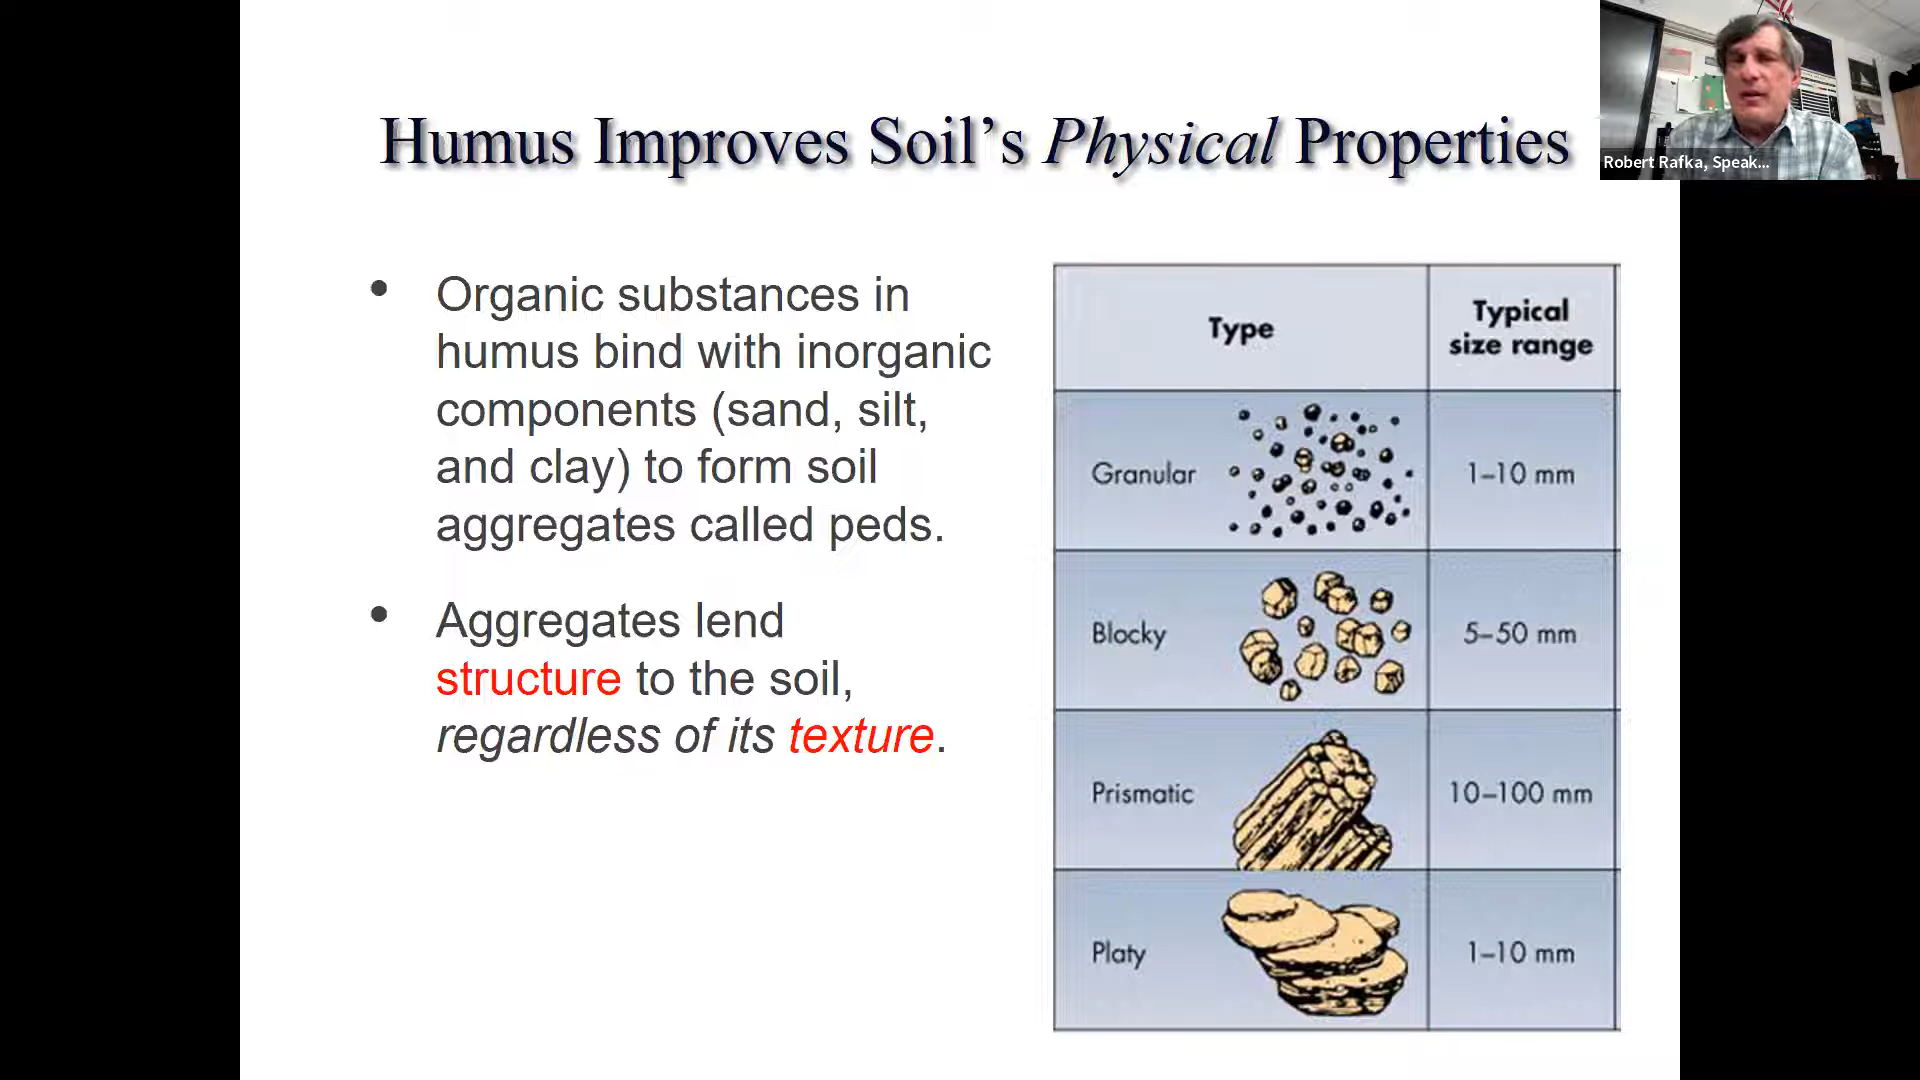 Humus Improves Soil’s Physical Properties
Robert Rafka, Speak...
• Organic substances in
humus bind with inorganic
components (sand, silt,
and clay) to form soil
aggregates called peds.
• Aggregates lend
structure to the soil,
regardless of its texture.
Type
Typical
size range
Granular
1–10 mm
Blocky
5–50 mm
Prismatic
10–100 mm
Platy
1–10 mm